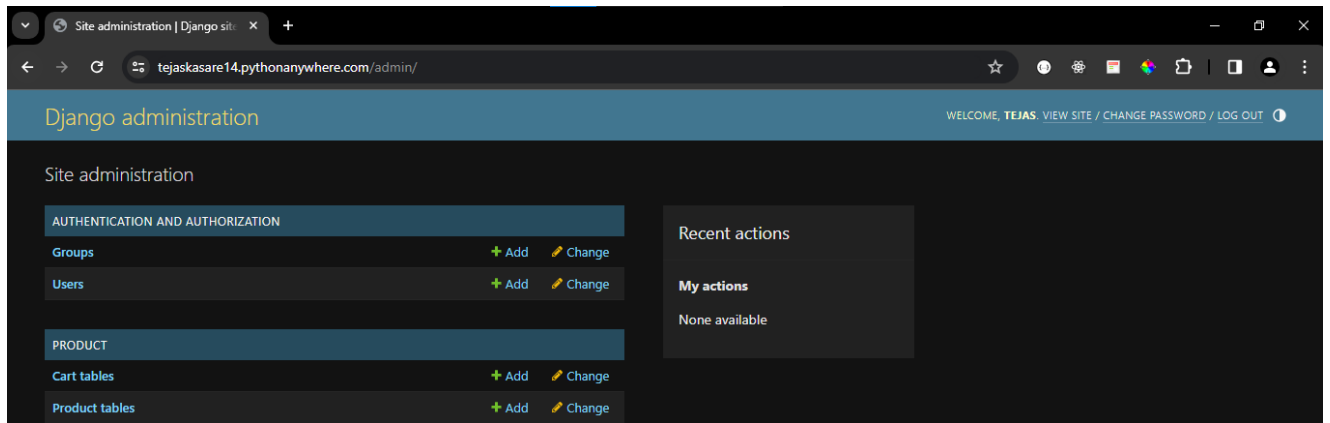 Site administration | Django site
tejaskasare14.pythonanywhere.com/admin/
Django administration
WELCOME, TEJAS. VIEW SITE / CHANGE PASSWORD / LOG OUT
Site administration
AUTHENTICATION AND AUTHORIZATION
Groups + Add Change
Users + Add Change
PRODUCT
Cart tables + Add Change
Product tables + Add Change
Recent actions
My actions
None available